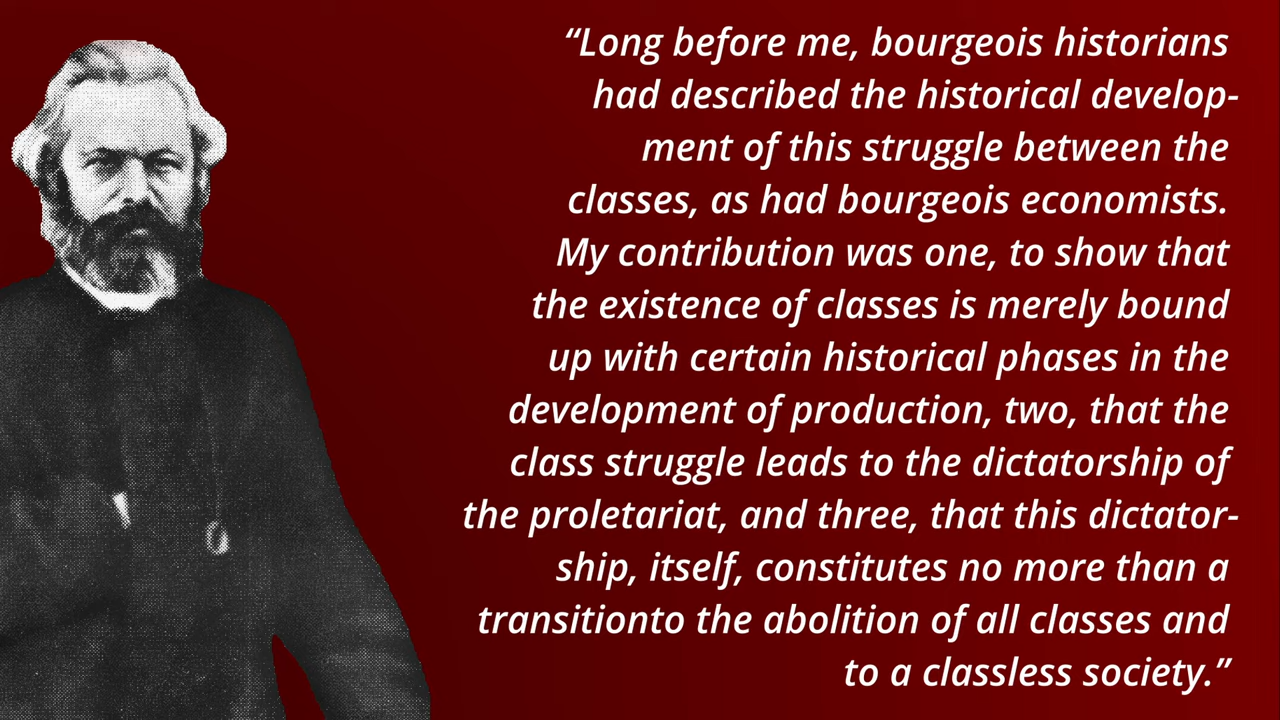 “Long before me, bourgeois historians
had described the historical develop-
ment of this struggle between the
classes, as had bourgeois economists.
My contribution was one, to show that
the existence of classes is merely bound
up with certain historical phases in the
development of production, two, that the
class struggle leads to the dictatorship of
the proletariat, and three, that this dictator-
ship, itself, constitutes no more than a
transitionto the abolition of all classes and
to a classless society.”